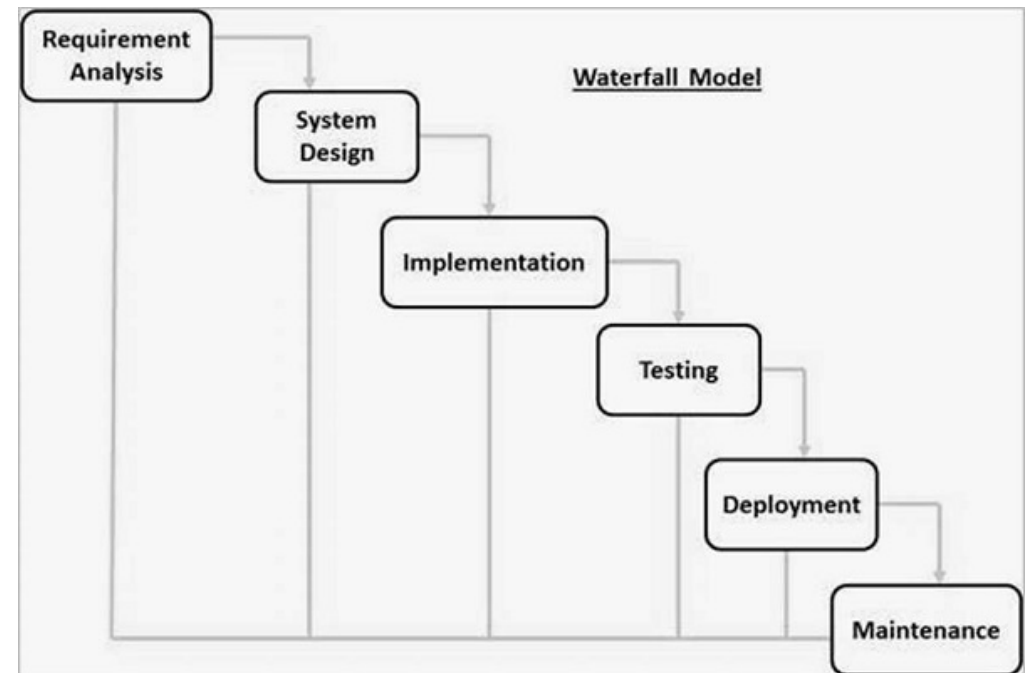 Requirement
Analysis
Waterfall Model
System
Design
Implementation
Testing
Deployment
Maintenance